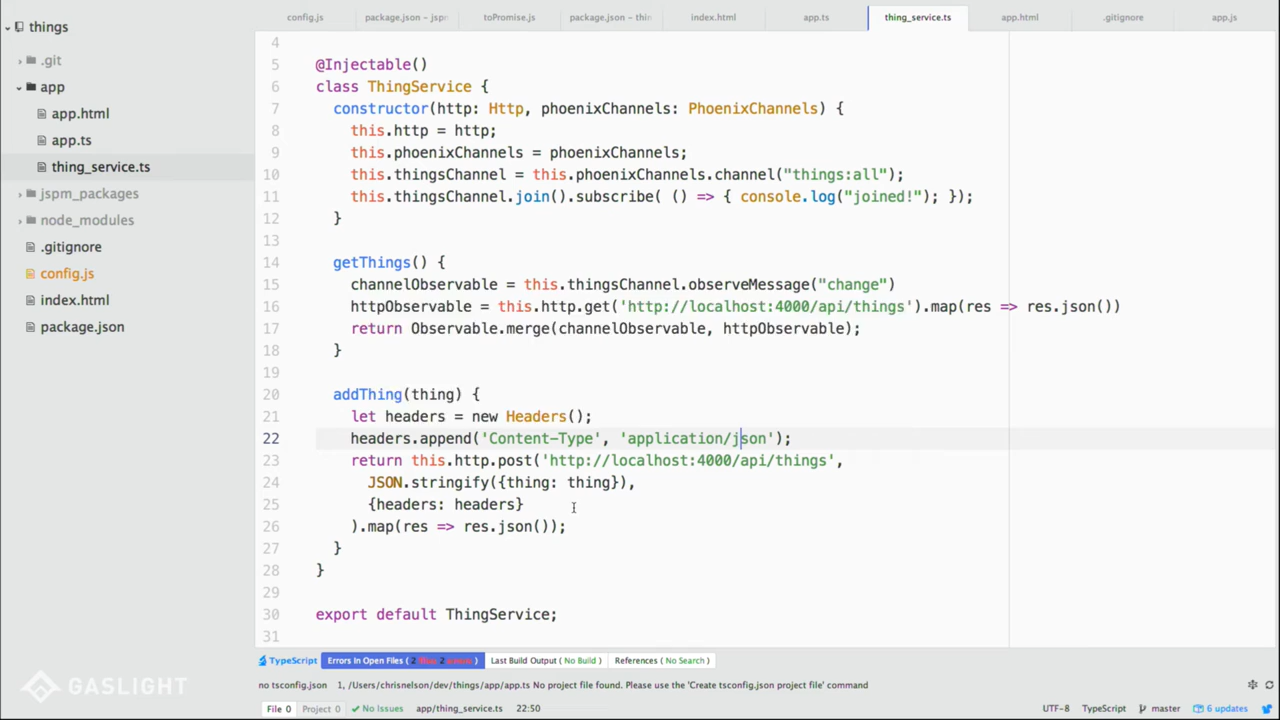 config.js package.json - jspm toPromise.js package.json - thin index.html app.ts thing_service.ts app.html .gitignore app.js
things
.git
app
app.html
app.ts
thing_service.ts
jspm_packages
node_modules
.gitignore
config.js
index.html
package.json
4
5 @Injectable()
6 class ThingService {
7 constructor(http: Http, phoenixChannels: PhoenixChannels) {
8 this.http = http;
9 this.phoenixChannels = phoenixChannels;
10 this.thingsChannel = this.phoenixChannels.channel("things:all");
11 this.thingsChannel.join().subscribe( () => { console.log("joined!"); });
12 }
13
14 getThings() {
15 channelObservable = this.thingsChannel.observeMessage("change")
16 httpObservable = this.http.get('http://localhost:4000/api/things').map(res => res.json())
17 return Observable.merge(channelObservable, httpObservable);
18 }
19
20 addThing(thing) {
21 let headers = new Headers();
22 headers.append('Content-Type', 'application/json');
23 return this.http.post('http://localhost:4000/api/things',
24 JSON.stringify({thing: thing}),
25 {headers: headers}
26 ).map(res => res.json());
27 }
28 }
29
30 export default ThingService;
31
TypeScript Errors In Open Files ( 2 2 ) Last Build Output ( No Build ) References ( No Search )
no tsconfig.json 1, /Users/chrisnelson/dev/things/app/app.ts No project file found. Please use the 'Create tsconfig.json project file' command
File 0 Project 0 No Issues app/thing_service.ts 22:50 UTF-8 TypeScript master 6 updates
GASLIGHT